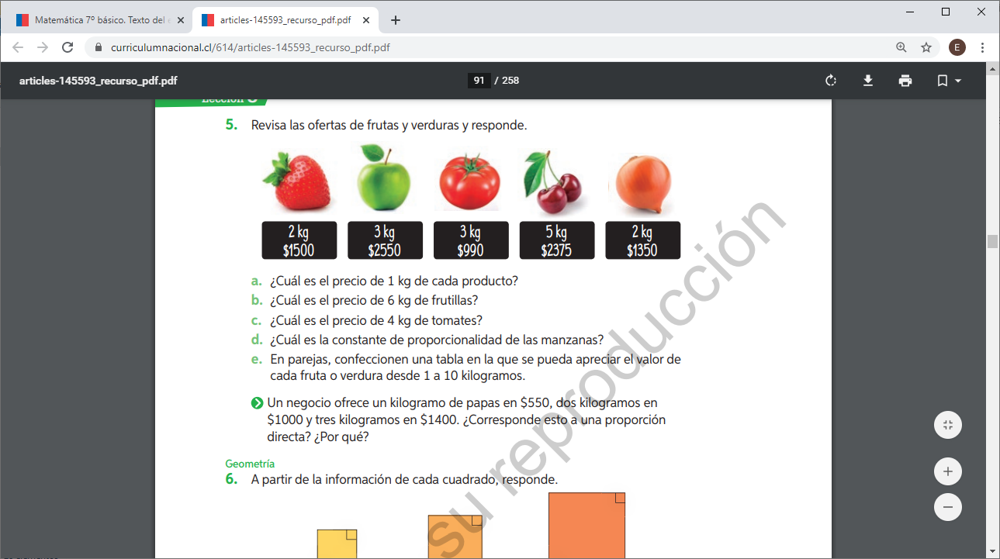 Matemática 7º básico. Texto del e
articles-145593_recurso_pdf.pdf
curriculumnacional.cl/614/articles-145593_recurso_pdf.pdf
E
articles-145593_recurso_pdf.pdf
91 / 258
Lección
5. Revisa las ofertas de frutas y verduras y responde.
2 kg
$1500
3 kg
$2550
3 kg
$990
5 kg
$2375
2 kg
$1350
a. ¿Cuál es el precio de 1 kg de cada producto?
b. ¿Cuál es el precio de 6 kg de frutillas?
c. ¿Cuál es el precio de 4 kg de tomates?
d. ¿Cuál es la constante de proporcionalidad de las manzanas?
e. En parejas, confeccionen una tabla en la que se pueda apreciar el valor de
cada fruta o verdura desde 1 a 10 kilogramos.
Un negocio ofrece un kilogramo de papas en $550, dos kilogramos en
$1000 y tres kilogramos en $1400. ¿Corresponde esto a una proporción
directa? ¿Por qué?
Geometría
6. A partir de la información de cada cuadrado, responde.
su reproducción